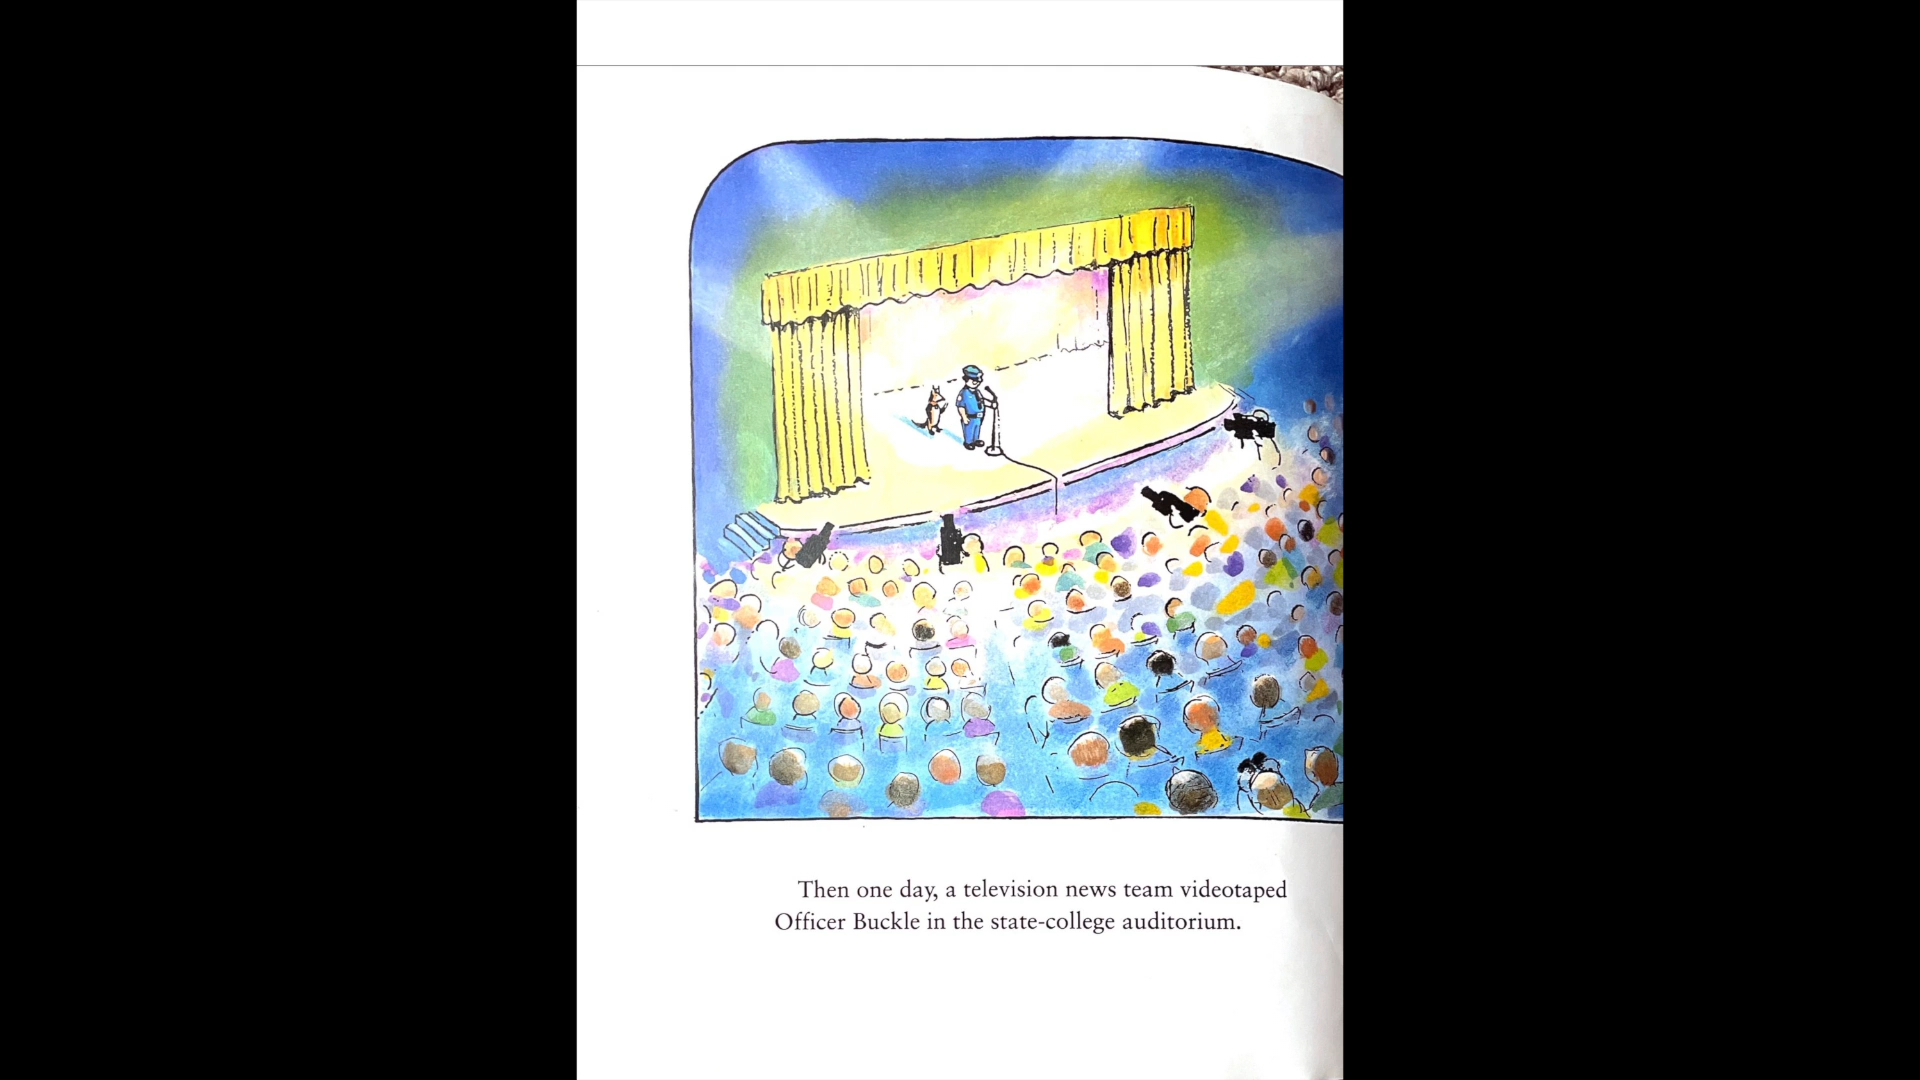 Then one day, a television news team videotaped
Officer Buckle in the state-college auditorium.